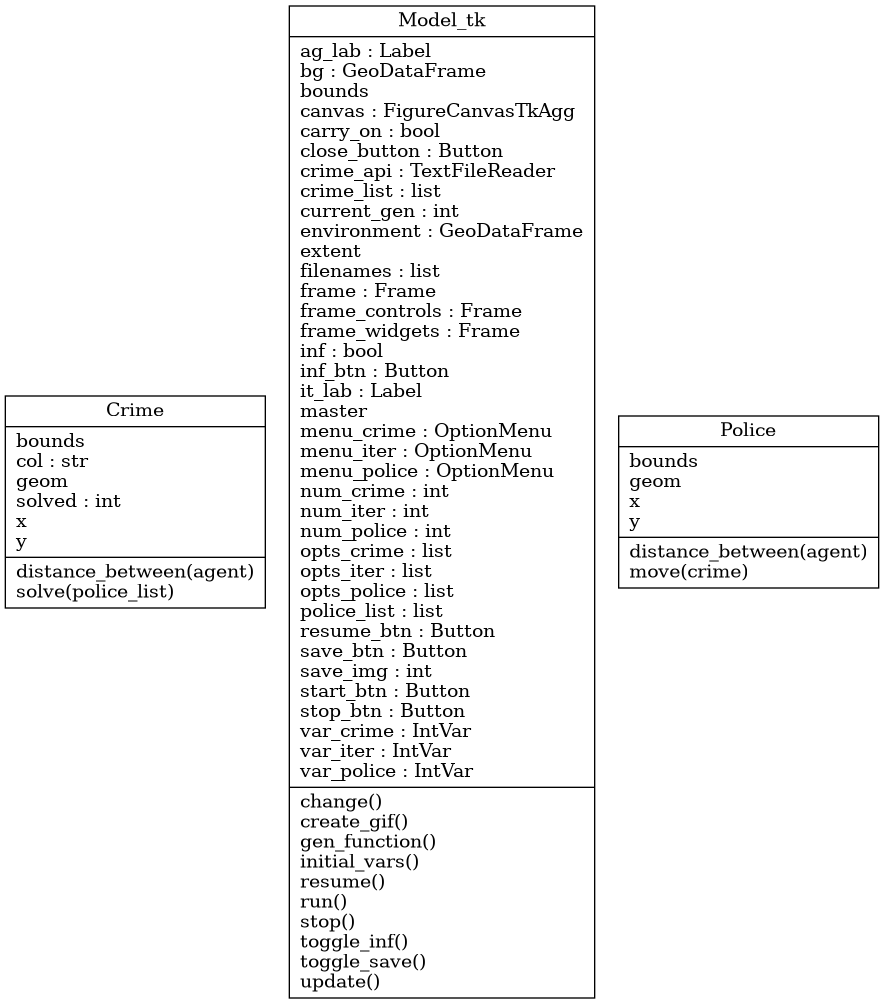 Crime
bounds
col : str
geom
solved : int
x
y
distance_between(agent)
solve(police_list)
Model_tk
ag_lab : Label
bg : GeoDataFrame
bounds
canvas : FigureCanvasTkAgg
carry_on : bool
close_button : Button
crime_api : TextFileReader
crime_list : list
current_gen : int
environment : GeoDataFrame
extent
filenames : list
frame : Frame
frame_controls : Frame
frame_widgets : Frame
inf : bool
inf_btn : Button
it_lab : Label
master
menu_crime : OptionMenu
menu_iter : OptionMenu
menu_police : OptionMenu
num_crime : int
num_iter : int
num_police : int
opts_crime : list
opts_iter : list
opts_police : list
police_list : list
resume_btn : Button
save_btn : Button
save_img : int
start_btn : Button
stop_btn : Button
var_crime : IntVar
var_iter : IntVar
var_police : IntVar
change()
create_gif()
gen_function()
initial_vars()
resume()
run()
stop()
toggle_inf()
toggle_save()
update()
Police
bounds
geom
x
y
distance_between(agent)
move(crime)